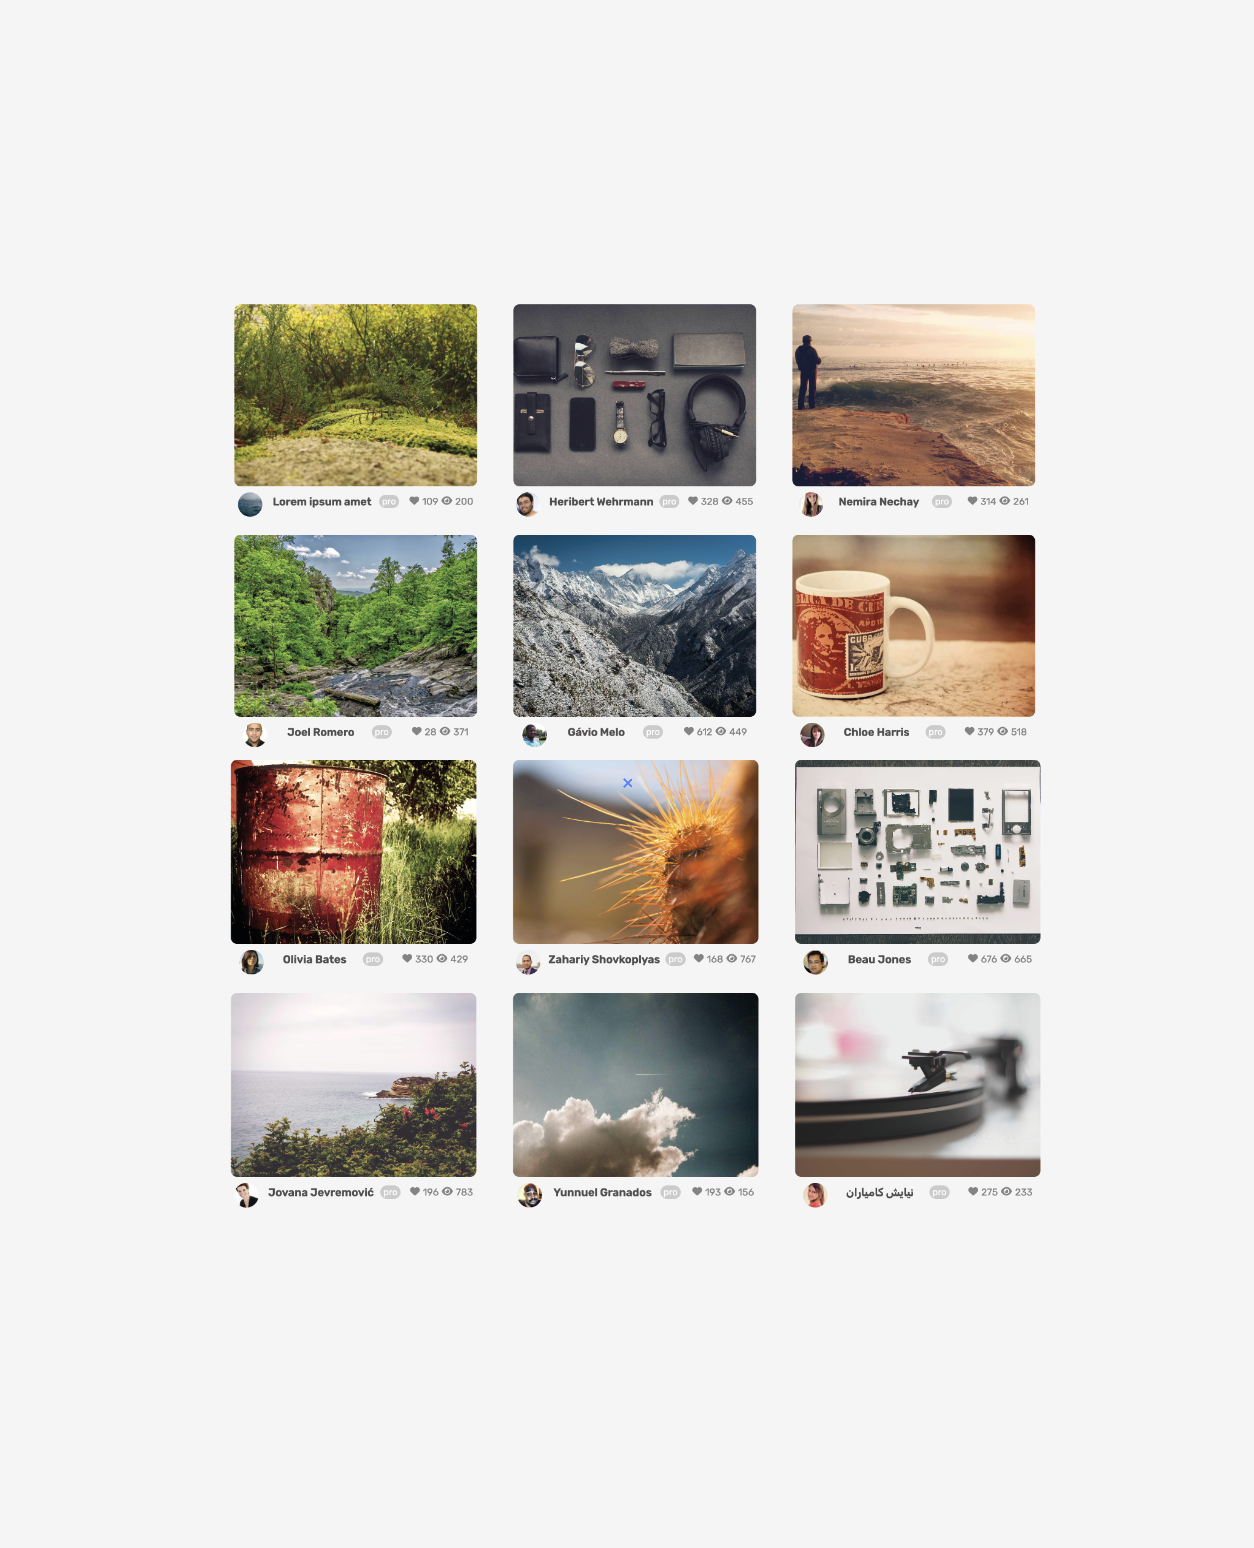 Lorem ipsum amet pro 109 200
Heribert Wehrmann pro 328 455
Nemira Nechay pro 314 261
CUBA
Joel Romero pro 28 371
Gávio Melo pro 612 449
Chloe Harris pro 379 518
Olivia Bates pro 330 429
Zahariy Shovkoplyas pro 168 767
Beau Jones pro 676 665
Jovana Jevremović pro 196 783
Yunnuel Granados pro 193 156
نیایش کامیاران pro 275 233